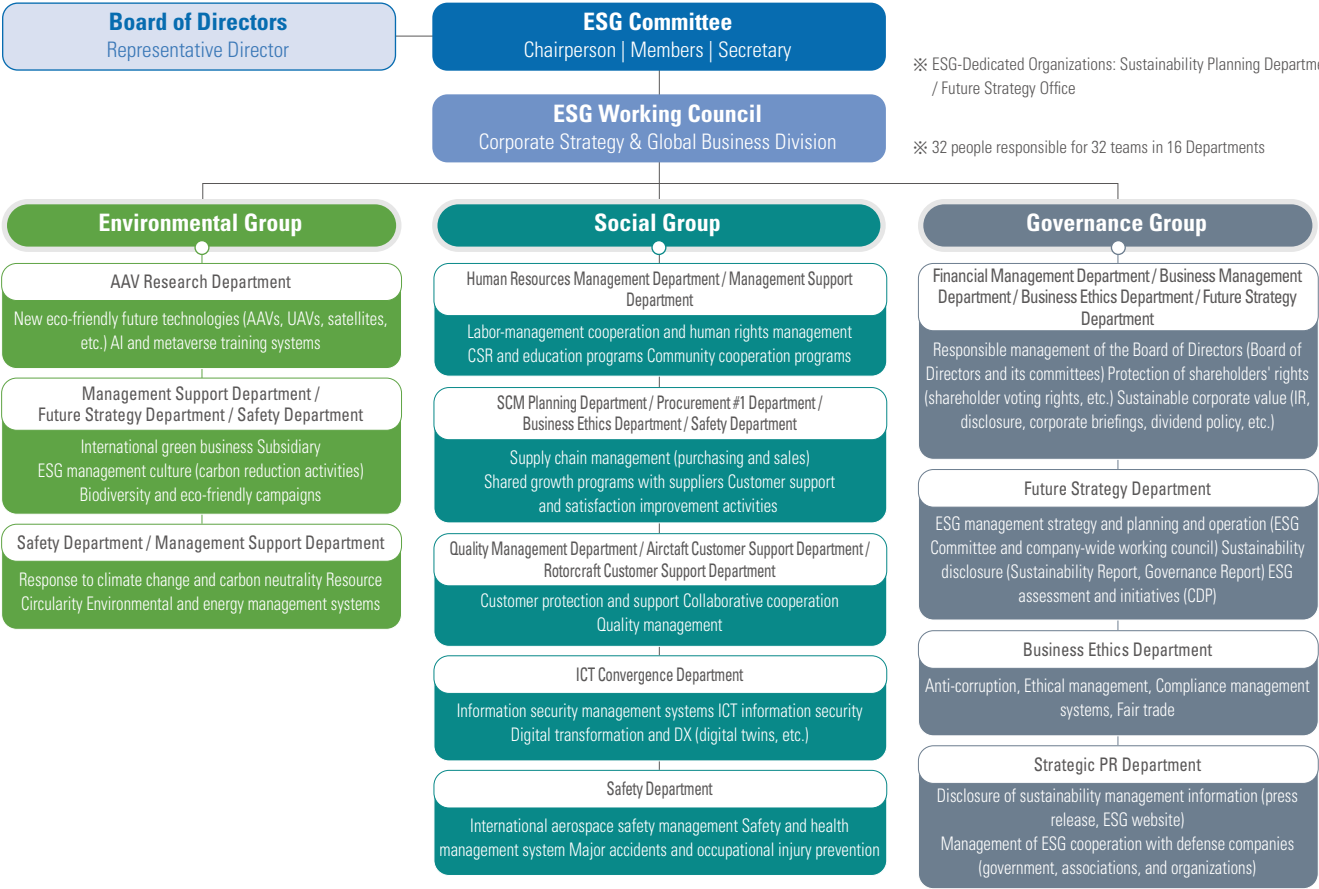 Board of Directors
Representative Director
ESG Committee
Chairperson | Members | Secretary
※ ESG-Dedicated Organizations: Sustainability Planning Departme
/ Future Strategy Office
ESG Working Council
Corporate Strategy & Global Business Division
※ 32 people responsible for 32 teams in 16 Departments
Environmental Group
AAV Research Department
New eco-friendly future technologies (AAVs, UAVs, satellites,
etc.) AI and metaverse training systems
Management Support Department /
Future Strategy Department / Safety Department
International green business Subsidiary
ESG management culture (carbon reduction activities)
Biodiversity and eco-friendly campaigns
Safety Department / Management Support Department
Response to climate change and carbon neutrality Resource
Circularity Environmental and energy management systems
Social Group
Human Resources Management Department / Management Support
Department
Labor-management cooperation and human rights management
CSR and education programs Community cooperation programs
SCM Planning Department / Procurement #1 Department /
Business Ethics Department / Safety Department
Supply chain management (purchasing and sales)
Shared growth programs with suppliers Customer support
and satisfaction improvement activities
Quality Management Department / Airctaft Customer Support Department /
Rotorcraft Customer Support Department
Customer protection and support Collaborative cooperation
Quality management
ICT Convergence Department
Information security management systems ICT information security
Digital transformation and DX (digital twins, etc.)
Safety Department
International aerospace safety management Safety and health
management system Major accidents and occupational injury prevention
Governance Group
Financial Management Department / Business Management
Department / Business Ethics Department / Future Strategy
Department
Responsible management of the Board of Directors (Board of
Directors and its committees) Protection of shareholders' rights
(shareholder voting rights, etc.) Sustainable corporate value (IR,
disclosure, corporate briefings, dividend policy, etc.)
Future Strategy Department
ESG management strategy and planning and operation (ESG
Committee and company-wide working council) Sustainability
disclosure (Sustainability Report, Governance Report) ESG
assessment and initiatives (CDP)
Business Ethics Department
Anti-corruption, Ethical management, Compliance management
systems, Fair trade
Strategic PR Department
Disclosure of sustainability management information (press
release, ESG website)
Management of ESG cooperation with defense companies
(government, associations, and organizations)